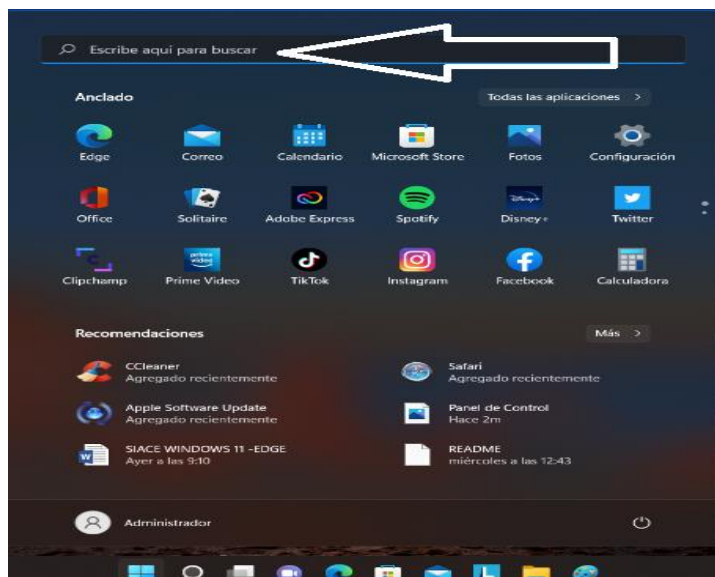 Escribe aquí para buscar
Anclado
Todas las aplicaciones >
Edge
Correo
Calendario
Microsoft Store
Fotos
Configuración
Office
Solitaire
Adobe Express
Spotify
Disney+
Twitter
Clipchamp
Prime Video
TikTok
Instagram
Facebook
Calculadora
Recomendaciones
Más >
CCleaner
Agregado recientemente
Safari
Agregado recientemente
Apple Software Update
Agregado recientemente
Panel de Control
Hace 2m
SIACE WINDOWS 11 -EDGE
Ayer a las 9:10
README
miércoles a las 12:43
Administrador